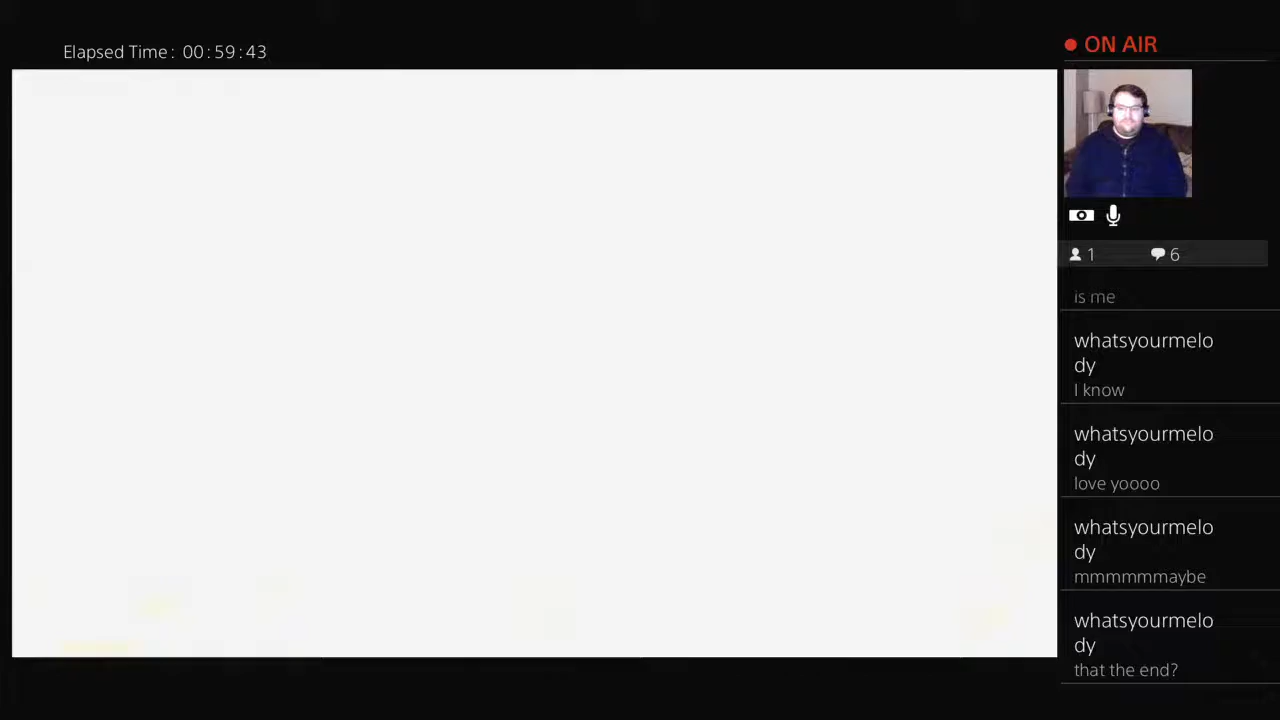 Elapsed Time: 00:59:43
ON AIR
1 6
is me
whatsyourmelo
dy
I know
whatsyourmelo
dy
love yoooo
whatsyourmelo
dy
mmmmmmaybe
whatsyourmelo
dy
that the end?